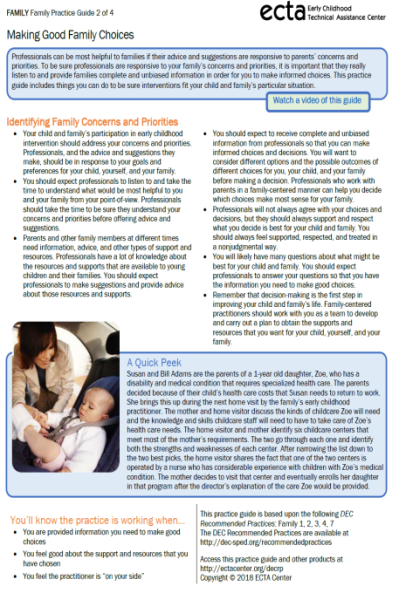 FAMILY Family Practice Guide 2 of 4
ecta Early Childhood
Technical Assistance Center
Making Good Family Choices
Professionals can be most helpful to families if their advice and suggestions are responsive to parents' concerns and
priorities. To be sure professionals are responsive to your family's concerns and priorities, it is important that they really
listen to and provide families complete and unbiased information in order for you to make informed choices. This practice
guide includes things you can do to be sure interventions fit your child and family's particular situation.
Watch a video of this guide
Identifying Family Concerns and Priorities
• Your child and family's participation in early childhood
intervention should address your concerns and priorities.
Professionals, and the advice and suggestions they
make, should be in response to your goals and
preferences for your child, yourself, and your family.
• You should expect professionals to listen to and take the
time to understand what would be most helpful to you
and your family from your point-of-view. Professionals
should take the time to be sure they understand your
concerns and priorities before offering advice and
suggestions.
• Parents and other family members at different times
need information, advice, and other types of support and
resources. Professionals have a lot of knowledge about
the resources and supports that are available to young
children and their families. You should expect
professionals to make suggestions and provide advice
about those resources and supports.
• You should expect to receive complete and unbiased
information from professionals so that you can make
informed choices and decisions. You will want to
consider different options and the possible outcomes of
different choices for you, your child, and your family
before making a decision. Professionals who work with
parents in a family-centered manner can help you decide
which choices make most sense for your family.
• Professionals will not always agree with your choices and
decisions, but they should always support and respect
what you decide is best for your child and family. You
should always feel supported, respected, and treated in
a nonjudgmental way.
• You will likely have many questions about what might be
best for your child and family. You should expect
professionals to answer your questions so that you have
the information you need to make good choices.
• Remember that decision-making is the first step in
improving your child and family's life. Family-centered
practitioners should work with you as a team to develop
and carry out a plan to obtain the supports and
resources that you want for your child, yourself, and your
family.
A Quick Peek
Susan and Bill Adams are the parents of a 1-year old daughter, Zoe, who has a
disability and medical condition that requires specialized health care. The parents
decided because of their child's health care costs that Susan needs to return to work.
She brings this up during the next home visit by the family's early childhood
practitioner. The mother and home visitor discuss the kinds of childcare Zoe will need
and the knowledge and skills childcare staff will need to have to take care of Zoe's
health care needs. The home visitor and mother identify six childcare centers that
meet most of the mother's requirements. The two go through each one and identify
both the strengths and weaknesses of each center. After narrowing the list down to
the two best picks, the home visitor shares the fact that one of the two centers is
operated by a nurse who has considerable experience with children with Zoe's medical
condition. The mother decides to visit that center and eventually enrolls her daughter
in that program after the director's explanation of the care Zoe would be provided.
You'll know the practice is working when...
• You are provided information you need to make good
choices
• You feel good about the support and resources that you
have chosen
• You feel the practitioner is "on your side"
This practice guide is based upon the following DEC
Recommended Practices: Family 1, 2, 3, 4, 7
The DEC Recommended Practices are available at
http://dec-sped.org/recommendedpractices
Access this practice guide and other products at
http://ectacenter.org/decrp
Copyright © 2018 ECTA Center